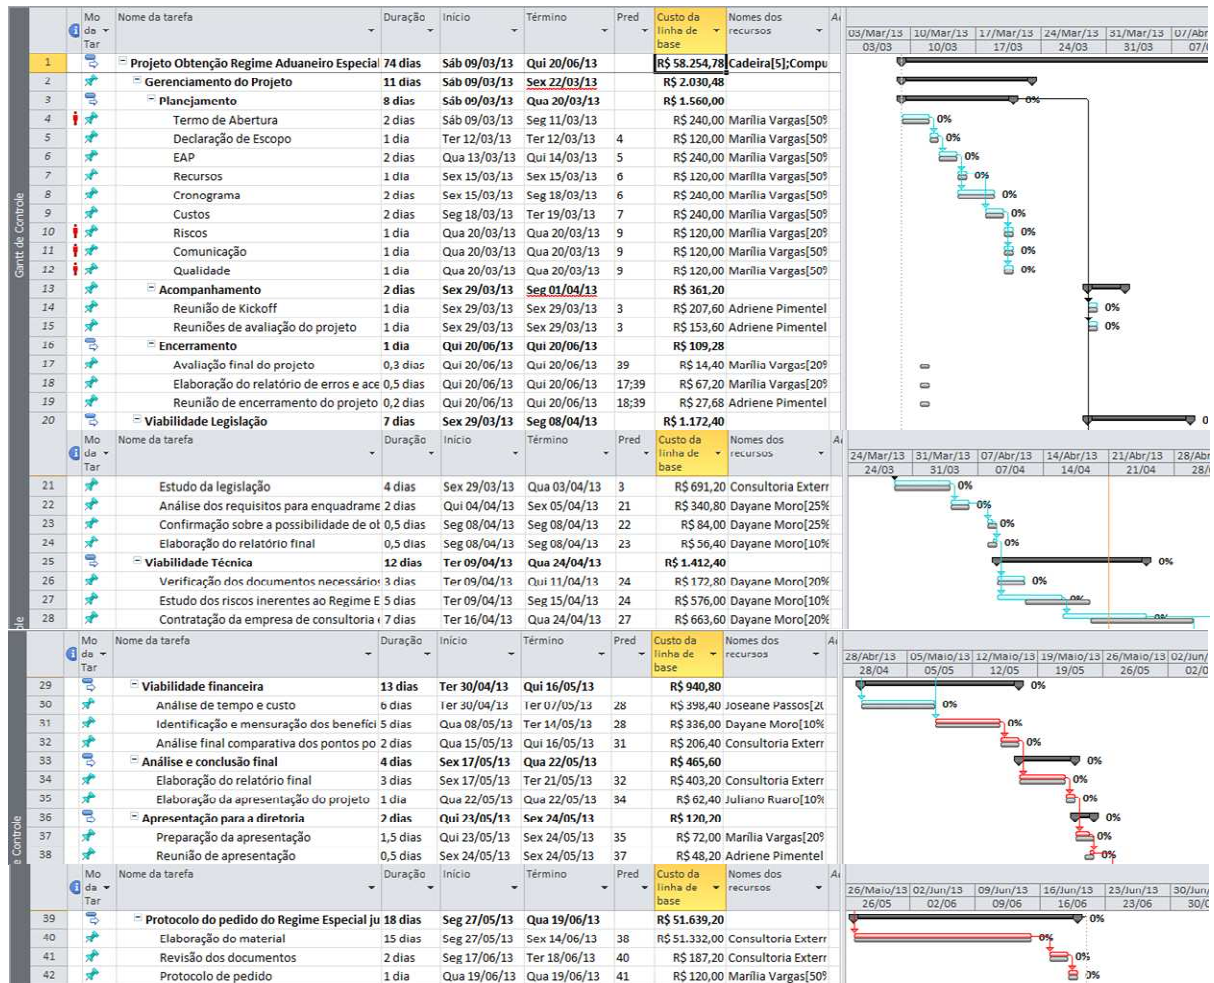 Mo da Tar Nome da tarefa Duração Início Término Pred Custo da linha de base Nomes dos recursos
03/Mar/13 10/Mar/13 17/Mar/13 24/Mar/13 31/Mar/13 07/Abr
03/03 10/03 17/03 24/03 31/03 07/
1 Projeto Obtenção Regime Aduaneiro Especial 74 dias Sáb 09/03/13 Qui 20/06/13 R$ 58.254,78 Cadeira[5];Compu
2 Gerenciamento do Projeto 11 dias Sáb 09/03/13 Sex 22/03/13 R$ 2.030,48
3 Planejamento 8 dias Sáb 09/03/13 Qua 20/03/13 R$ 1.560,00 0%
4 Termo de Abertura 2 dias Sáb 09/03/13 Seg 11/03/13 R$ 240,00 Marília Vargas[50% 0%
5 Declaração de Escopo 1 dia Ter 12/03/13 Ter 12/03/13 4 R$ 120,00 Marília Vargas[50% 0%
6 EAP 2 dias Qua 13/03/13 Qui 14/03/13 5 R$ 240,00 Marília Vargas[50% 0%
7 Recursos 1 dia Sex 15/03/13 Sex 15/03/13 6 R$ 120,00 Marília Vargas[50% 0%
8 Cronograma 2 dias Sex 15/03/13 Seg 18/03/13 6 R$ 240,00 Marília Vargas[50% 0%
9 Custos 2 dias Seg 18/03/13 Ter 19/03/13 7 R$ 240,00 Marília Vargas[50% 0%
10 Riscos 1 dia Qua 20/03/13 Qua 20/03/13 9 R$ 120,00 Marília Vargas[20% 0%
11 Comunicação 1 dia Qua 20/03/13 Qua 20/03/13 9 R$ 120,00 Marília Vargas[50% 0%
12 Qualidade 1 dia Qua 20/03/13 Qua 20/03/13 9 R$ 120,00 Marília Vargas[50% 0%
13 Acompanhamento 2 dias Sex 29/03/13 Seg 01/04/13 R$ 361,20
14 Reunião de Kickoff 1 dia Sex 29/03/13 Sex 29/03/13 3 R$ 207,60 Adriene Pimentel 0%
15 Reuniões de avaliação do projeto 1 dia Sex 29/03/13 Sex 29/03/13 3 R$ 153,60 Adriene Pimentel 0%
16 Encerramento 1 dia Qui 20/06/13 Qui 20/06/13 R$ 109,28
17 Avaliação final do projeto 0,3 dias Qui 20/06/13 Qui 20/06/13 39 R$ 14,40 Marília Vargas[20%
18 Elaboração do relatório de erros e ace 0,5 dias Qui 20/06/13 Qui 20/06/13 17;39 R$ 67,20 Marília Vargas[20%
19 Reunião de encerramento do projeto 0,2 dias Qui 20/06/13 Qui 20/06/13 18;39 R$ 27,68 Adriene Pimentel
20 Viabilidade Legislação 7 dias Sex 29/03/13 Seg 08/04/13 R$ 1.172,40 0
Gantt de Controle
Mo da Tar Nome da tarefa Duração Início Término Pred Custo da linha de base Nomes dos recursos
24/Mar/13 31/Mar/13 07/Abr/13 14/Abr/13 21/Abr/13 28/Abr
24/03 31/03 07/04 14/04 21/04 28/
21 Estudo da legislação 4 dias Sex 29/03/13 Qua 03/04/13 3 R$ 691,20 Consultoria Extern 0%
22 Análise dos requisitos para enquadrame 2 dias Qui 04/04/13 Sex 05/04/13 21 R$ 340,80 Dayane Moro[25% 0%
23 Confirmação sobre a possibilidade de ob 0,5 dias Seg 08/04/13 Seg 08/04/13 22 R$ 84,00 Dayane Moro[25% 0%
24 Elaboração do relatório final 0,5 dias Seg 08/04/13 Seg 08/04/13 23 R$ 56,40 Dayane Moro[10% 0%
25 Viabilidade Técnica 12 dias Ter 09/04/13 Qua 24/04/13 R$ 1.412,40 0%
26 Verificação dos documentos necessários 3 dias Ter 09/04/13 Qui 11/04/13 24 R$ 172,80 Dayane Moro[20% 0%
27 Estudo dos riscos inerentes ao Regime E 5 dias Ter 09/04/13 Seg 15/04/13 24 R$ 576,00 Dayane Moro[10% 0%
28 Contratação da empresa de consultoria 7 dias Ter 16/04/13 Qua 24/04/13 27 R$ 663,60 Dayane Moro[20% 0%
Mo da Tar Nome da tarefa Duração Início Término Pred Custo da linha de base Nomes dos recursos
28/Abr/13 05/Maio/13 12/Maio/13 19/Maio/13 26/Maio/13 02/Jun/
28/04 05/05 12/05 19/05 26/05 02/0
29 Viabilidade financeira 13 dias Ter 30/04/13 Qui 16/05/13 R$ 940,80 0%
30 Análise de tempo e custo 6 dias Ter 30/04/13 Ter 07/05/13 28 R$ 398,40 Joseane Passos[20 0%
31 Identificação e mensuração dos benefíci 5 dias Qua 08/05/13 Ter 14/05/13 28 R$ 336,00 Dayane Moro[10% 0%
32 Análise final comparativa dos pontos po 2 dias Qua 15/05/13 Qui 16/05/13 31 R$ 206,40 Consultoria Extern 0%
33 Análise e conclusão final 4 dias Sex 17/05/13 Qua 22/05/13 R$ 465,60 0%
34 Elaboração do relatório final 3 dias Sex 17/05/13 Ter 21/05/13 32 R$ 403,20 Consultoria Extern 0%
35 Elaboração da apresentação do projeto 1 dia Qua 22/05/13 Qua 22/05/13 34 R$ 62,40 Juliano Ruaro[10% 0%
36 Apresentação para a diretoria 2 dias Qui 23/05/13 Sex 24/05/13 R$ 120,20 0%
37 Preparação da apresentação 1,5 dias Qui 23/05/13 Sex 24/05/13 35 R$ 72,00 Marília Vargas[20% 0%
38 Reunião de apresentação 0,5 dias Sex 24/05/13 Sex 24/05/13 37 R$ 48,20 Adriene Pimentel 0%
Mo da Tar Nome da tarefa Duração Início Término Pred Custo da linha de base Nomes dos recursos
26/Maio/13 02/Jun/13 09/Jun/13 16/Jun/13 23/Jun/13 30/Jun/
26/05 02/06 09/06 16/06 23/06 30/0
39 Protocolo do pedido do Regime Especial ju 18 dias Seg 27/05/13 Qua 19/06/13 R$ 51.639,20 0%
40 Elaboração do material 15 dias Seg 27/05/13 Sex 14/06/13 38 R$ 51.332,00 Consultoria Extern 0%
41 Revisão dos documentos 2 dias Seg 17/06/13 Ter 18/06/13 40 R$ 187,20 Consultoria Extern 0%
42 Protocolo de pedido 1 dia Qua 19/06/13 Qua 19/06/13 41 R$ 120,00 Marília Vargas[50% 0%